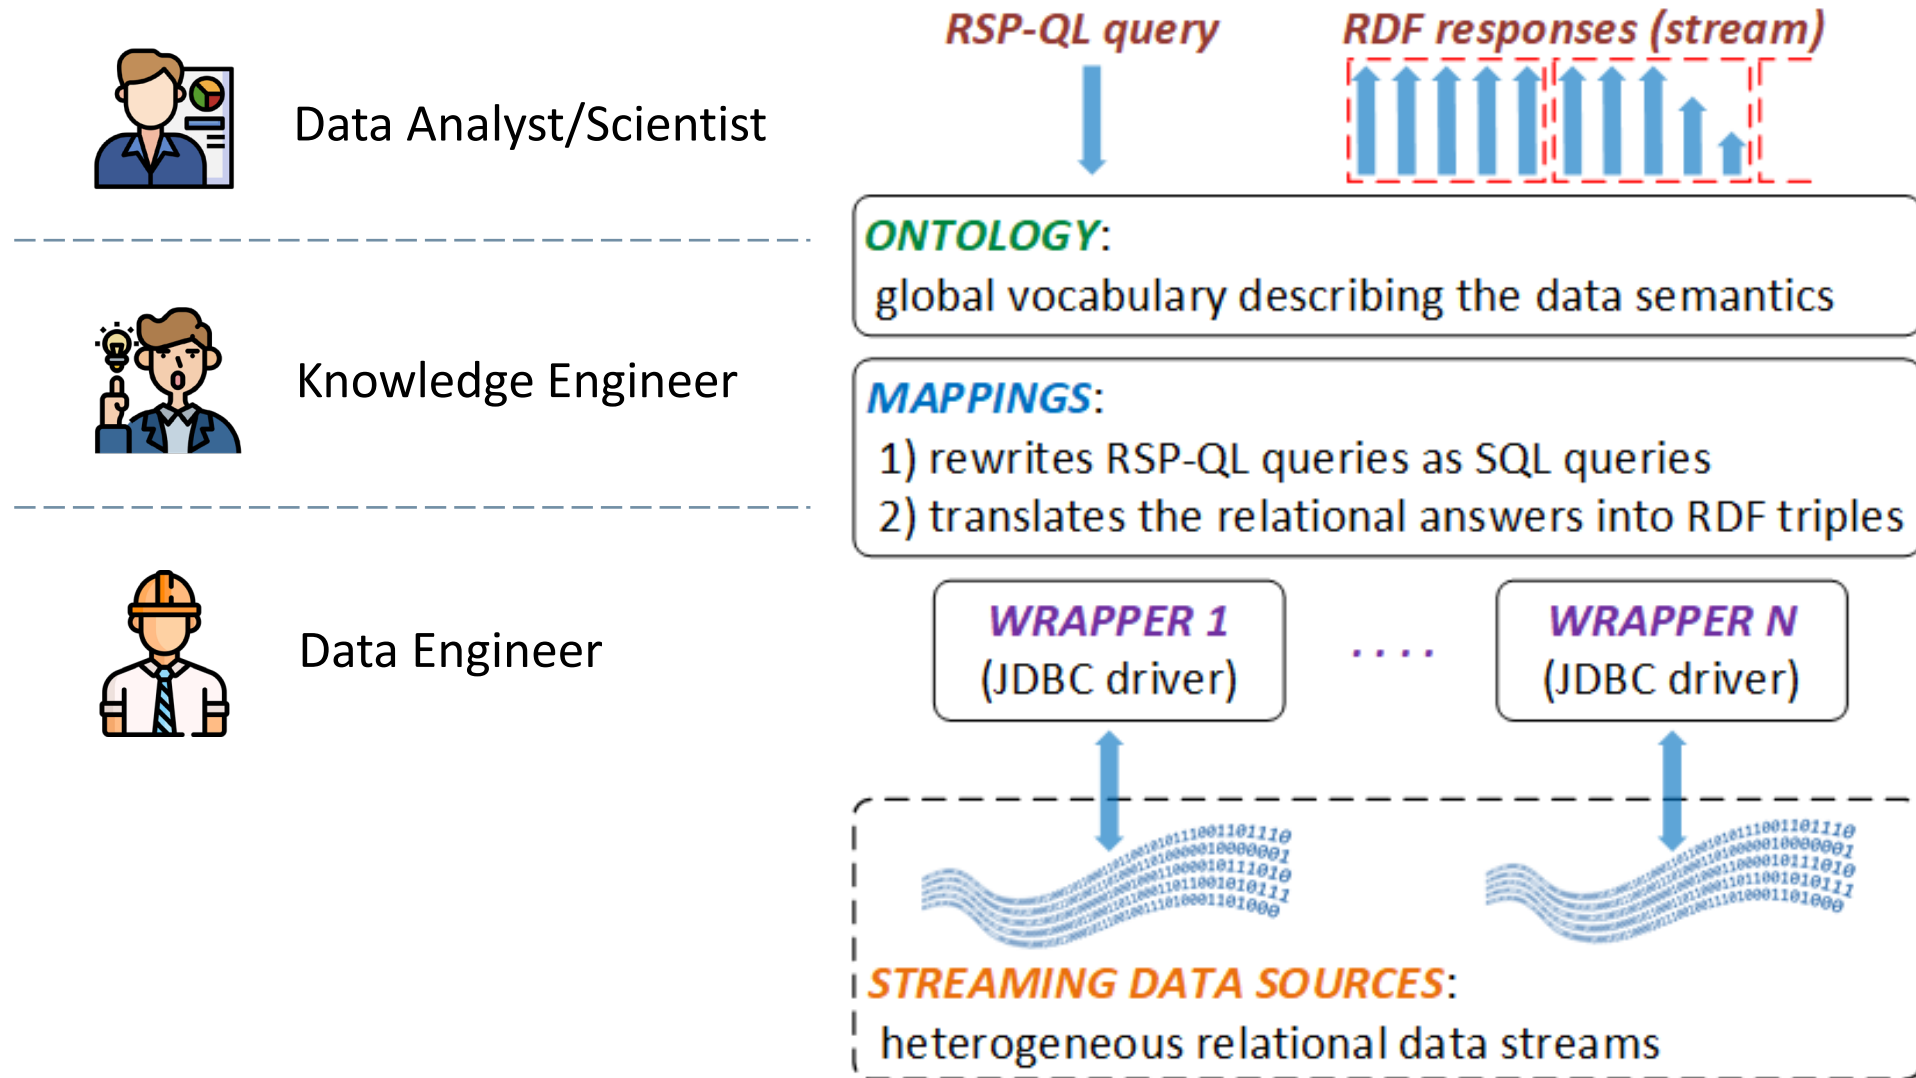 RSP-QL query
RDF responses (stream)
Data Analyst/Scientist
ONTOLOGY:
global vocabulary describing the data semantics
Knowledge Engineer
MAPPINGS:
1) rewrites RSP-QL queries as SQL queries
2) translates the relational answers into RDF triples
Data Engineer
WRAPPER 1
(JDBC driver)
. . . .
WRAPPER N
(JDBC driver)
STREAMING DATA SOURCES:
heterogeneous relational data streams